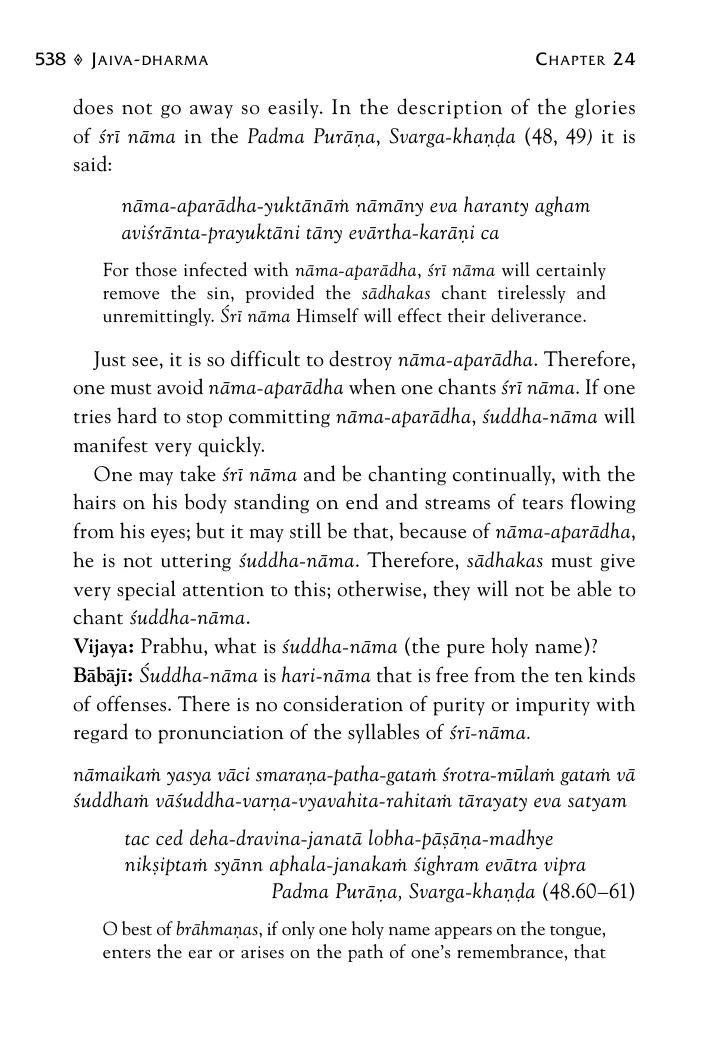 538 ◊ JAIVA-DHARMA CHAPTER 24
does not go away so easily. In the description of the glories
of śrī nāma in the Padma Purāṇa, Svarga-khaṇḍa (48, 49) it is
said:
nāma-aparādha-yuktānāṁ nāmāny eva haranty agham
aviśrānta-prayuktāni tāny evārtha-karāṇi ca
For those infected with nāma-aparādha, śrī nāma will certainly
remove the sin, provided the sādhakas chant tirelessly and
unremittingly. Śrī nāma Himself will effect their deliverance.
Just see, it is so difficult to destroy nāma-aparādha. Therefore,
one must avoid nāma-aparādha when one chants śrī nāma. If one
tries hard to stop committing nāma-aparādha, śuddha-nāma will
manifest very quickly.
One may take śrī nāma and be chanting continually, with the
hairs on his body standing on end and streams of tears flowing
from his eyes; but it may still be that, because of nāma-aparādha,
he is not uttering śuddha-nāma. Therefore, sādhakas must give
very special attention to this; otherwise, they will not be able to
chant śuddha-nāma.
Vijaya: Prabhu, what is śuddha-nāma (the pure holy name)?
Bābājī: Śuddha-nāma is hari-nāma that is free from the ten kinds
of offenses. There is no consideration of purity or impurity with
regard to pronunciation of the syllables of śrī-nāma.
nāmaikaṁ yasya vāci smaraṇa-patha-gataṁ śrotra-mūlaṁ gataṁ vā
śuddhaṁ vāśuddha-varṇa-vyavahita-rahitaṁ tārayaty eva satyam
tac ced deha-dravina-janatā lobha-pāṣāṇa-madhye
nikṣiptaṁ syānn aphala-janakaṁ śighram evātra vipra
Padma Purāṇa, Svarga-khaṇḍa (48.60–61)
O best of brāhmaṇas, if only one holy name appears on the tongue,
enters the ear or arises on the path of one's remembrance, that